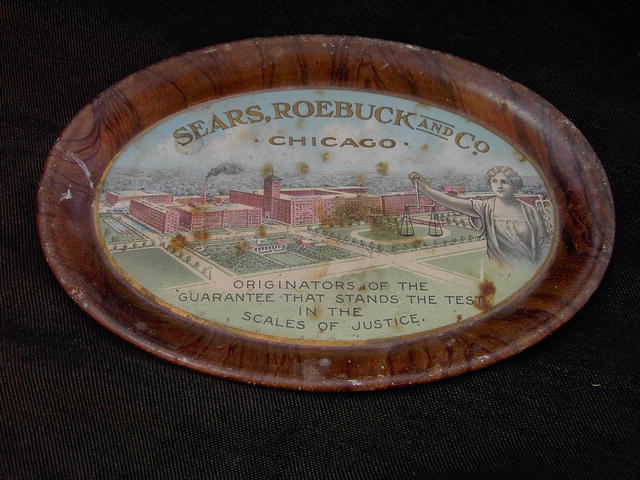 SEARS, ROEBUCK AND CO
· CHICAGO ·
ORIGINATORS OF THE
GUARANTEE THAT STANDS THE TEST
IN THE
SCALES OF JUSTICE.